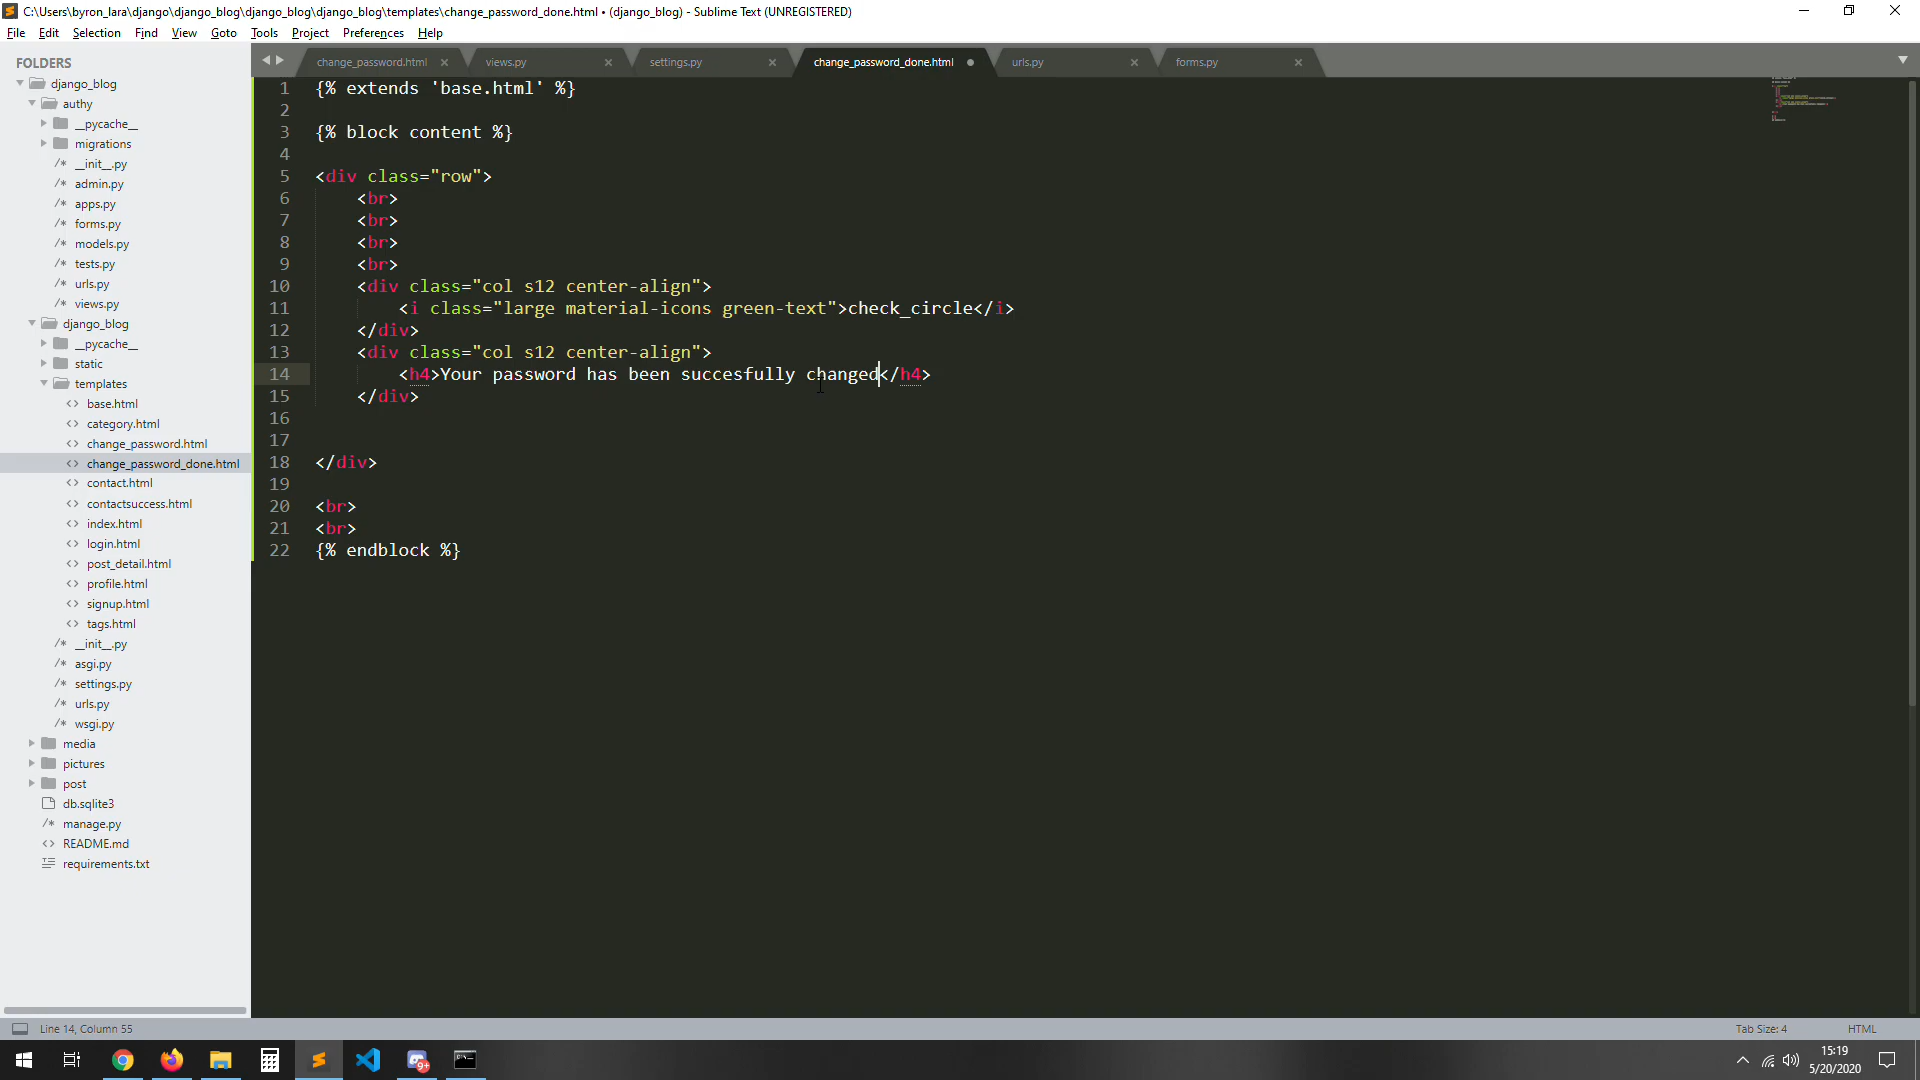 C:\Users\byron_lara\django\django_blog\django_blog\django_blog\templates\change_password_done.html • (django_blog) - Sublime Text (UNREGISTERED)
File Edit Selection Find View Goto Tools Project Preferences Help
FOLDERS
django_blog
authy
__pycache__
migrations
__init__.py
admin.py
apps.py
forms.py
models.py
tests.py
urls.py
views.py
django_blog
__pycache__
static
templates
base.html
category.html
change_password.html
change_password_done.html
contact.html
contactsuccess.html
index.html
login.html
post_detail.html
profile.html
signup.html
tags.html
__init__.py
asgi.py
settings.py
urls.py
wsgi.py
media
pictures
post
db.sqlite3
manage.py
README.md
requirements.txt
change_password.html views.py settings.py change_password_done.html urls.py forms.py
1 {% extends 'base.html' %}
2
3 {% block content %}
4
5 <div class="row">
6 <br>
7 <br>
8 <br>
9 <br>
10 <div class="col s12 center-align">
11 <i class="large material-icons green-text">check_circle</i>
12 </div>
13 <div class="col s12 center-align">
14 <h4>Your password has been succesfully changed</h4>
15 </div>
16
17
18 </div>
19
20 <br>
21 <br>
22 {% endblock %}
Line 14, Column 55
Tab Size: 4 HTML
9+
15:19
5/20/2020